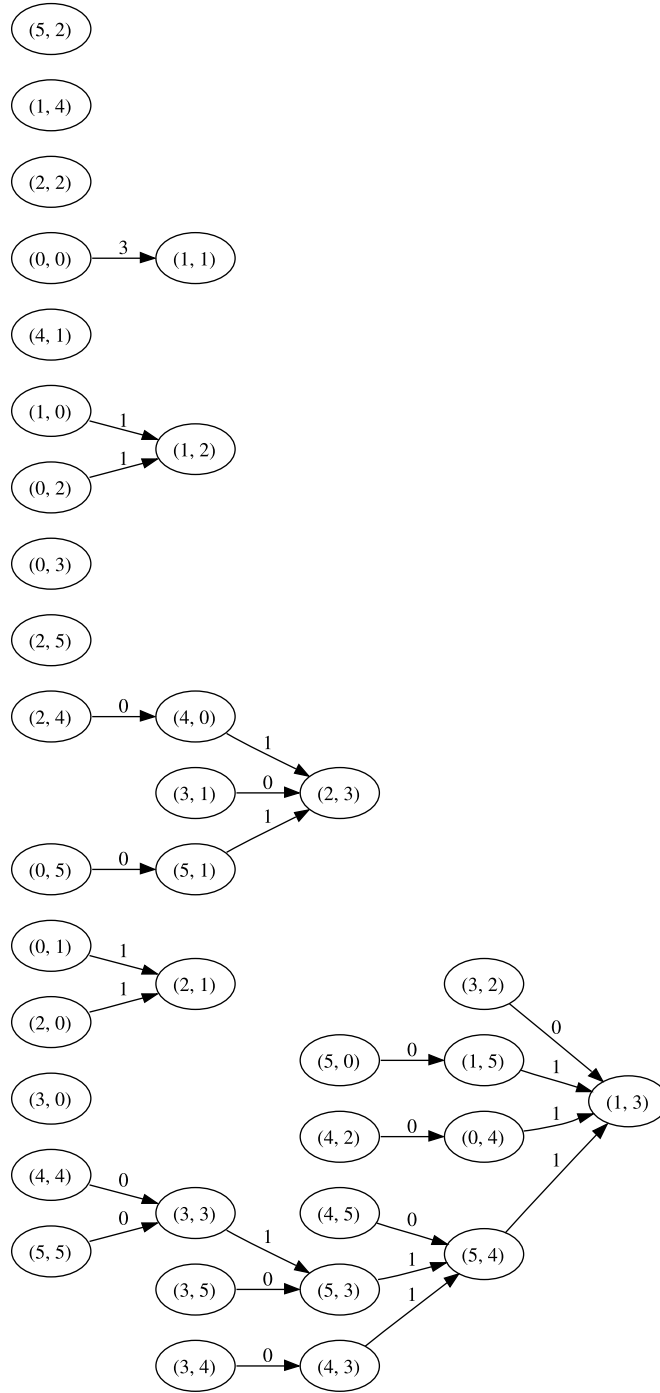 (5, 2)
(1, 4)
(2, 2)
(0, 0) 3 (1, 1)
(4, 1)
(1, 0)
1
(1, 2)
1
(0, 2)
(0, 3)
(2, 5)
(2, 4) 0 (4, 0)
1
(3, 1) 0 (2, 3)
1
(0, 5) 0 (5, 1)
(0, 1)
1
(2, 1) (3, 2)
1 0
(2, 0)
(5, 0) 0 (1, 5)
1
(3, 0) (1, 3)
1
(4, 2) 0 (0, 4)
1
(4, 4)
0
(3, 3) (4, 5) 0
0 1
(5, 5) (5, 4)
1
(3, 5) 0 (5, 3)
1
(3, 4) 0 (4, 3)